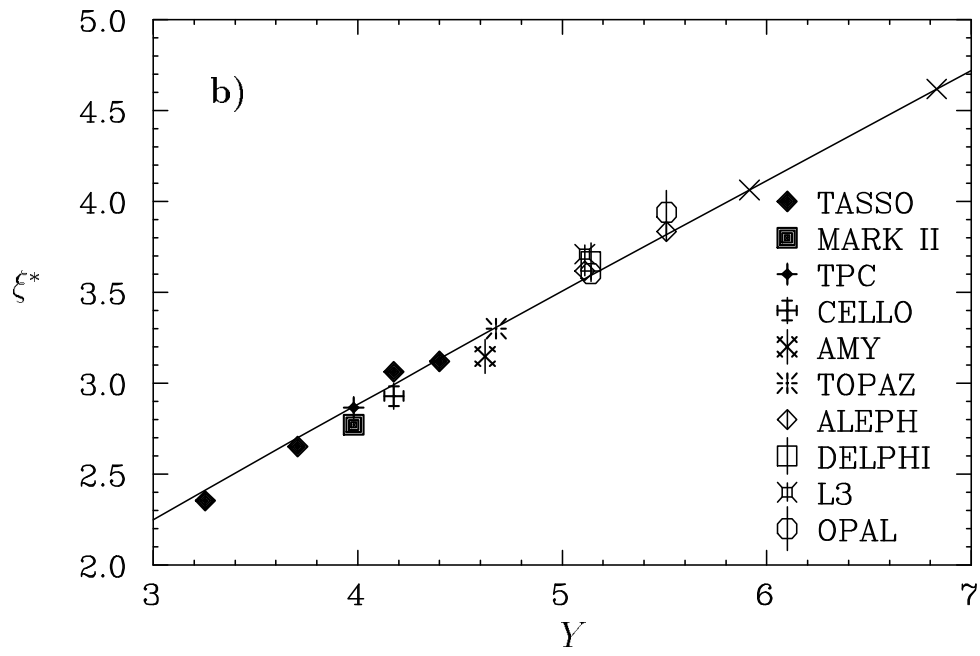 5.0
b)
4.5
4.0
TASSO
MARK II
3.5
ξ*
TPC
CELLO
AMY
3.0
TOPAZ
ALEPH
DELPHI
2.5
L3
OPAL
2.0
3 4 5 6 7
Y